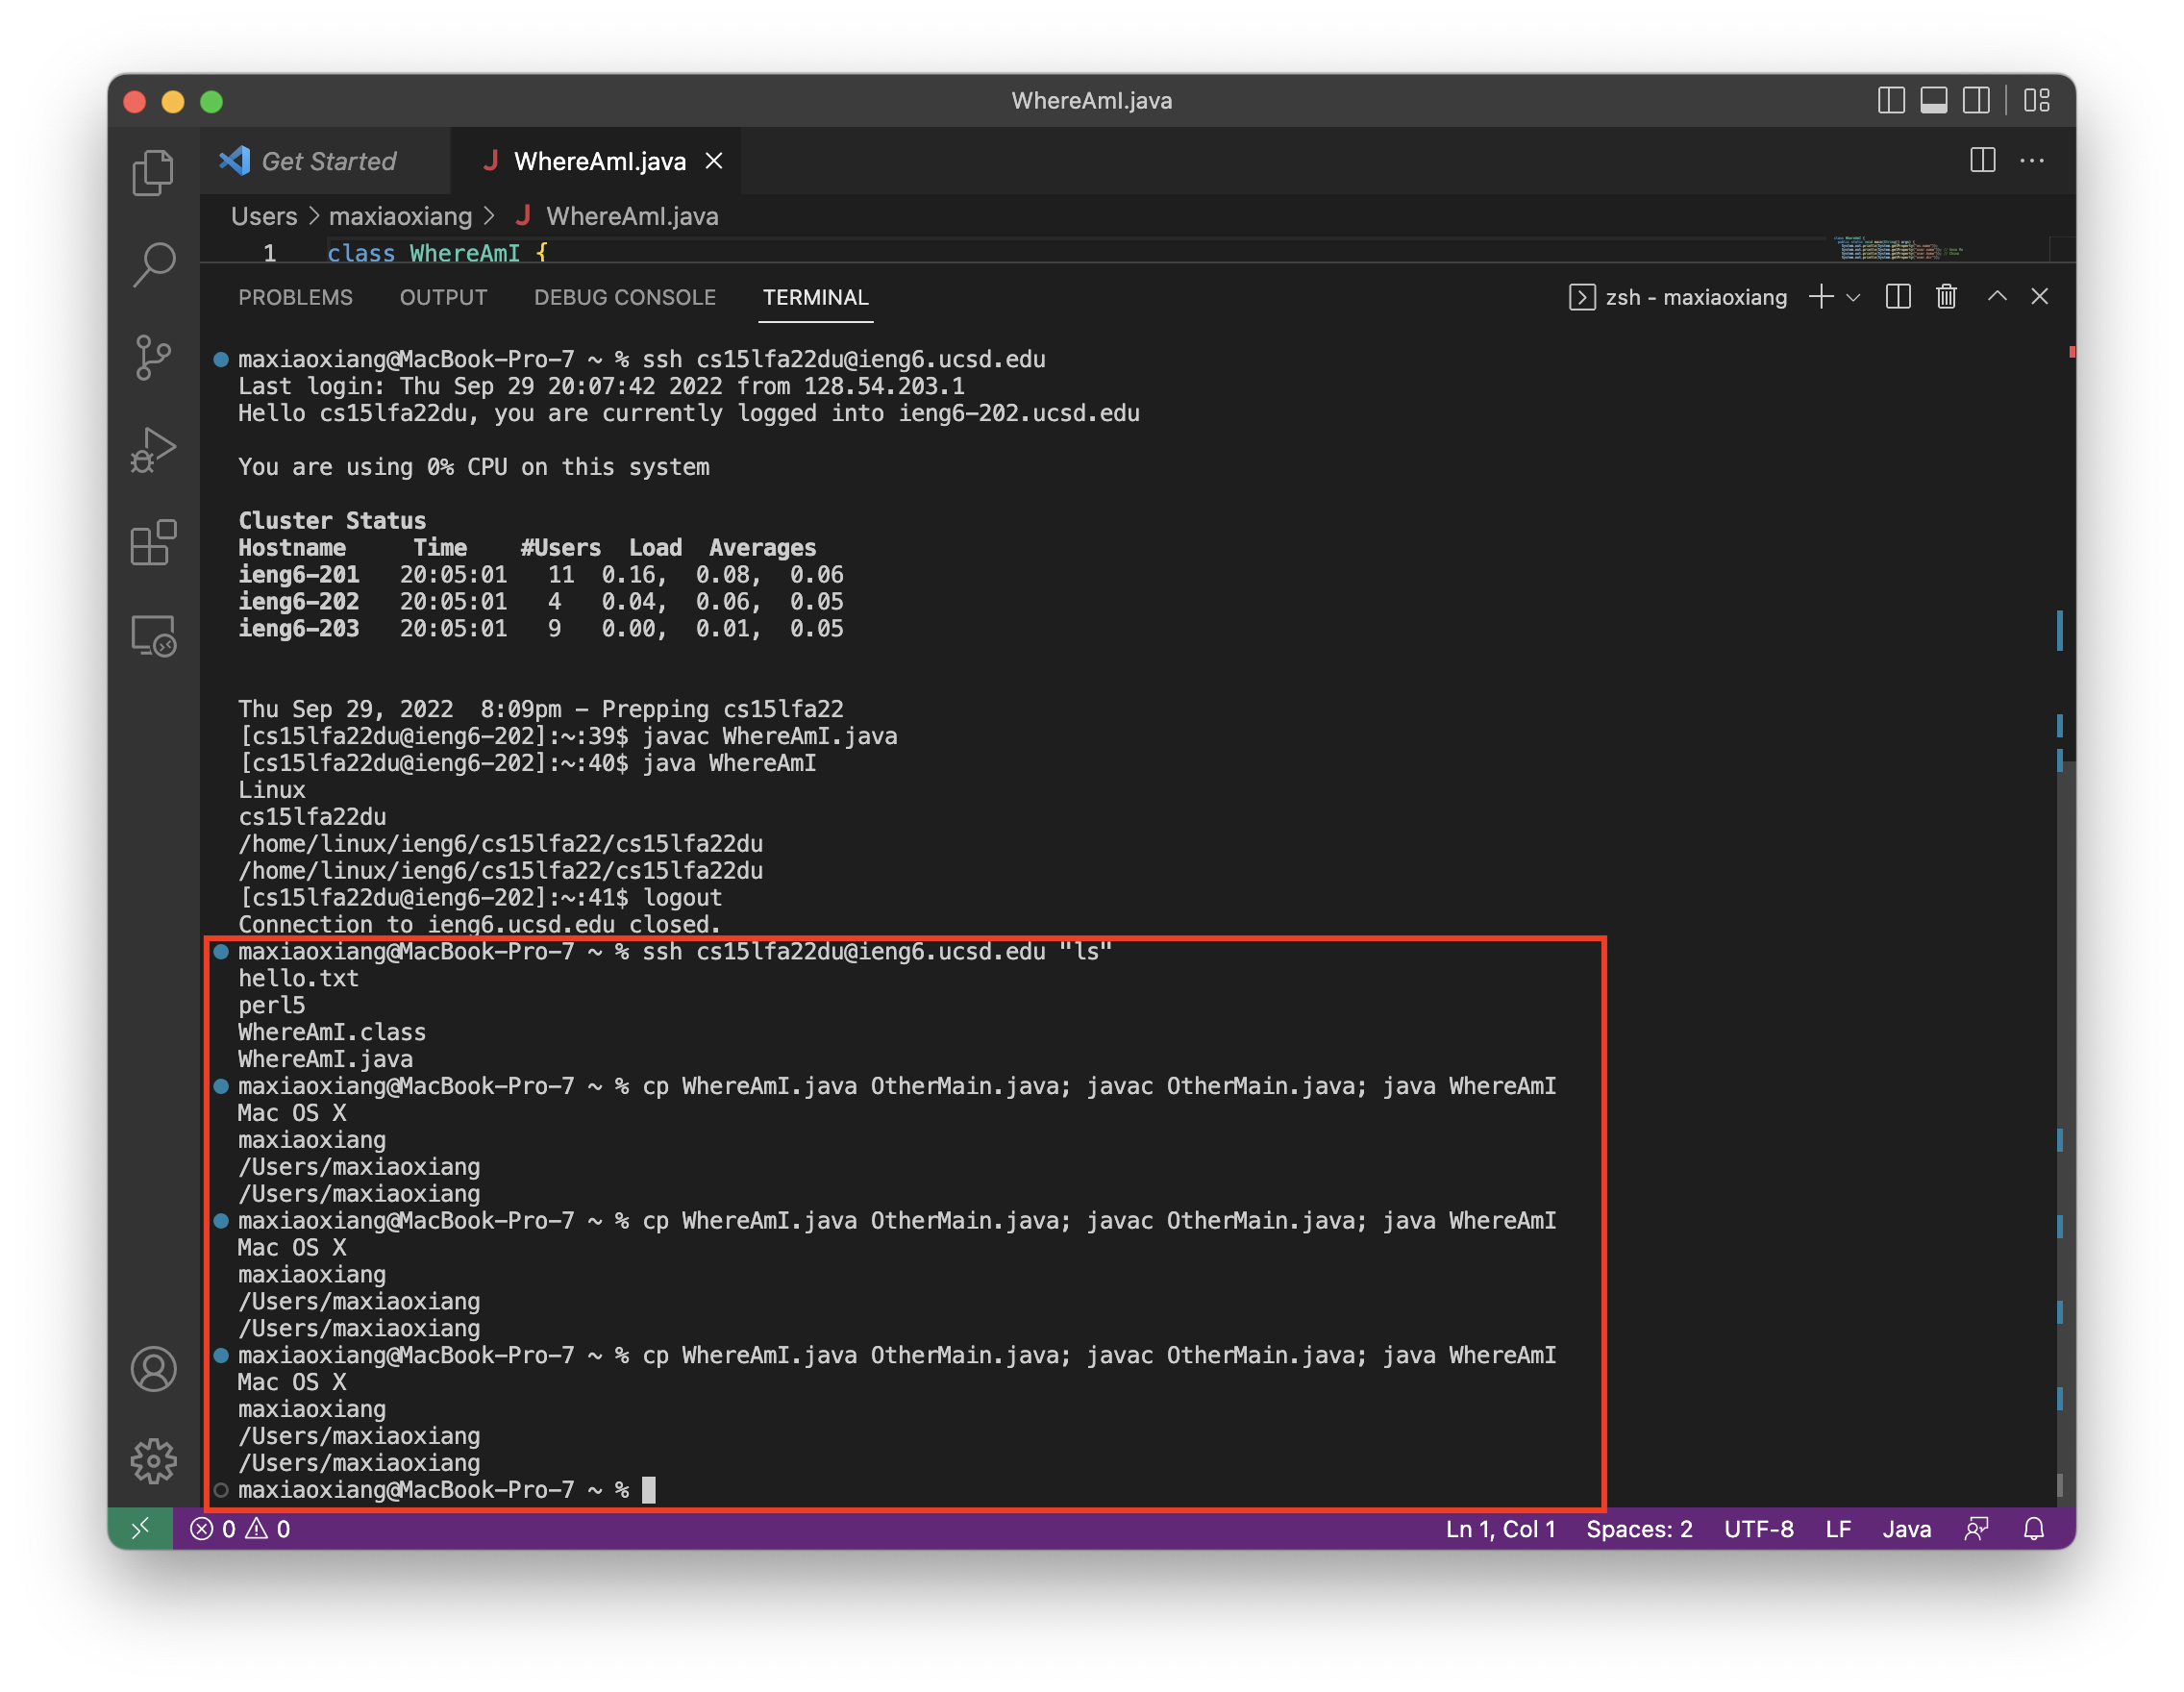 WhereAmI.java
Get Started
WhereAmI.java
Users > maxiaoxiang > J WhereAmI.java
1 class WhereAmI {
PROBLEMS OUTPUT DEBUG CONSOLE TERMINAL
zsh - maxiaoxiang
maxiaoxiang@MacBook-Pro-7 ~ % ssh cs15lfa22du@ieng6.ucsd.edu
Last login: Thu Sep 29 20:07:42 2022 from 128.54.203.1
Hello cs15lfa22du, you are currently logged into ieng6-202.ucsd.edu
You are using 0% CPU on this system
Cluster Status
Hostname Time #Users Load Averages
ieng6-201 20:05:01 11 0.16, 0.08, 0.06
ieng6-202 20:05:01 4 0.04, 0.06, 0.05
ieng6-203 20:05:01 9 0.00, 0.01, 0.05
Thu Sep 29, 2022 8:09pm - Prepping cs15lfa22
[cs15lfa22du@ieng6-202]:~:39$ javac WhereAmI.java
[cs15lfa22du@ieng6-202]:~:40$ java WhereAmI
Linux
cs15lfa22du
/home/linux/ieng6/cs15lfa22/cs15lfa22du
/home/linux/ieng6/cs15lfa22/cs15lfa22du
[cs15lfa22du@ieng6-202]:~:41$ logout
Connection to ieng6.ucsd.edu closed.
maxiaoxiang@MacBook-Pro-7 ~ % ssh cs15lfa22du@ieng6.ucsd.edu "ls"
hello.txt
perl5
WhereAmI.class
WhereAmI.java
maxiaoxiang@MacBook-Pro-7 ~ % cp WhereAmI.java OtherMain.java; javac OtherMain.java; java WhereAmI
Mac OS X
maxiaoxiang
/Users/maxiaoxiang
/Users/maxiaoxiang
maxiaoxiang@MacBook-Pro-7 ~ % cp WhereAmI.java OtherMain.java; javac OtherMain.java; java WhereAmI
Mac OS X
maxiaoxiang
/Users/maxiaoxiang
/Users/maxiaoxiang
maxiaoxiang@MacBook-Pro-7 ~ % cp WhereAmI.java OtherMain.java; javac OtherMain.java; java WhereAmI
Mac OS X
maxiaoxiang
/Users/maxiaoxiang
/Users/maxiaoxiang
maxiaoxiang@MacBook-Pro-7 ~ %
0 0 Ln 1, Col 1 Spaces: 2 UTF-8 LF Java